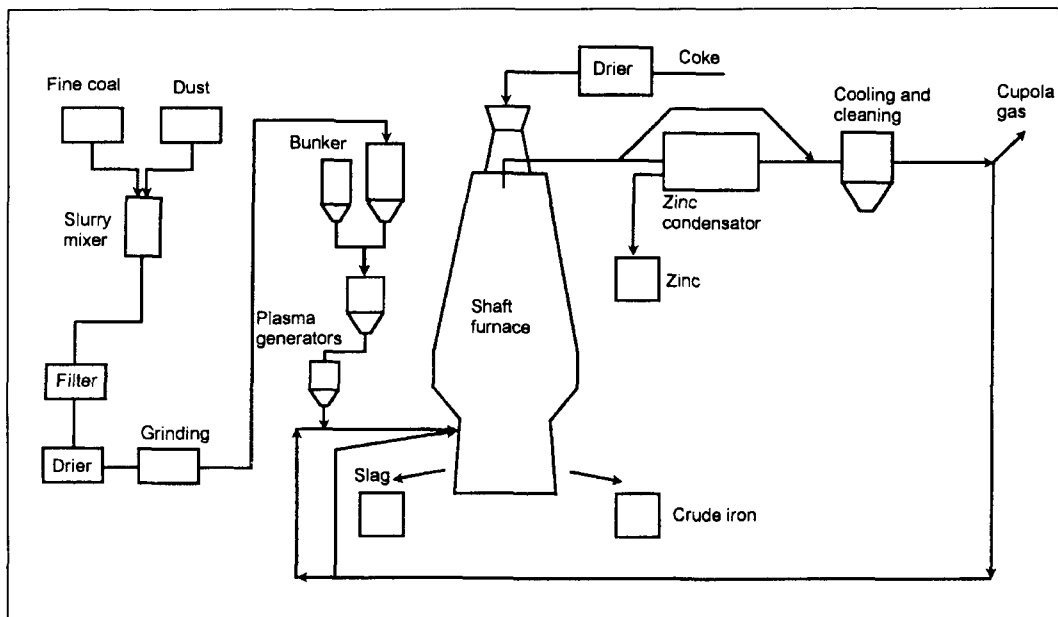 Fine coal
Dust
Drier
Coke
Cooling and
cleaning
Cupola
gas
Bunker
Slurry
mixer
Zinc
condensator
Zinc
Plasma
generators
Shaft
furnace
Filter
Grinding
Drier
Slag
Crude iron